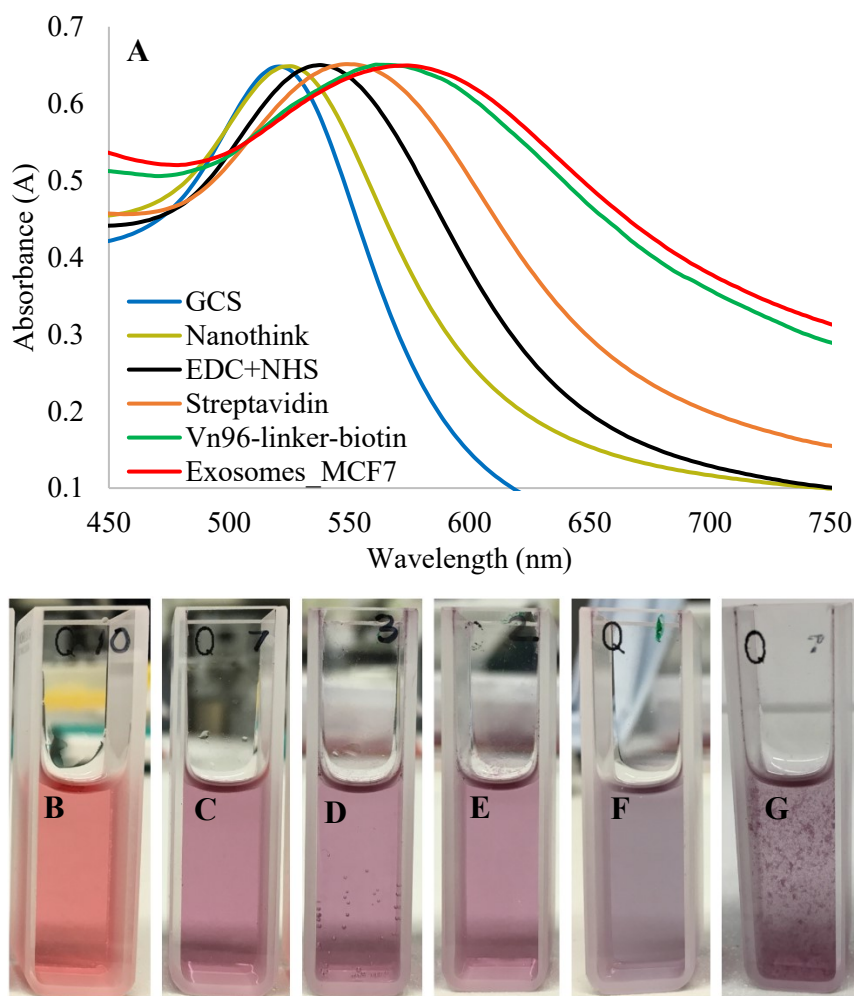 A
0.7
0.6
0.5
0.4
0.3
0.2
0.1
Absorbance (A)
GCS
Nanothink
EDC+NHS
Streptavidin
Vn96-linker-biotin
Exosomes_MCF7
450 500 550 600 650 700 750
Wavelength (nm)
Q 10 Q 7 3 2 Q Q
B C D E F G